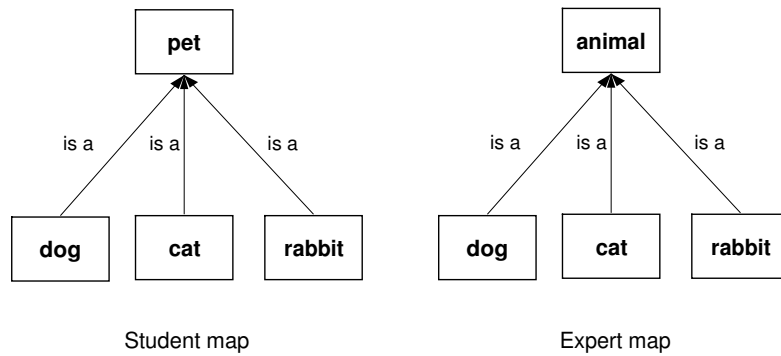 pet
is a
is a
is a
dog
cat
rabbit
Student map
animal
is a
is a
is a
dog
cat
rabbit
Expert map